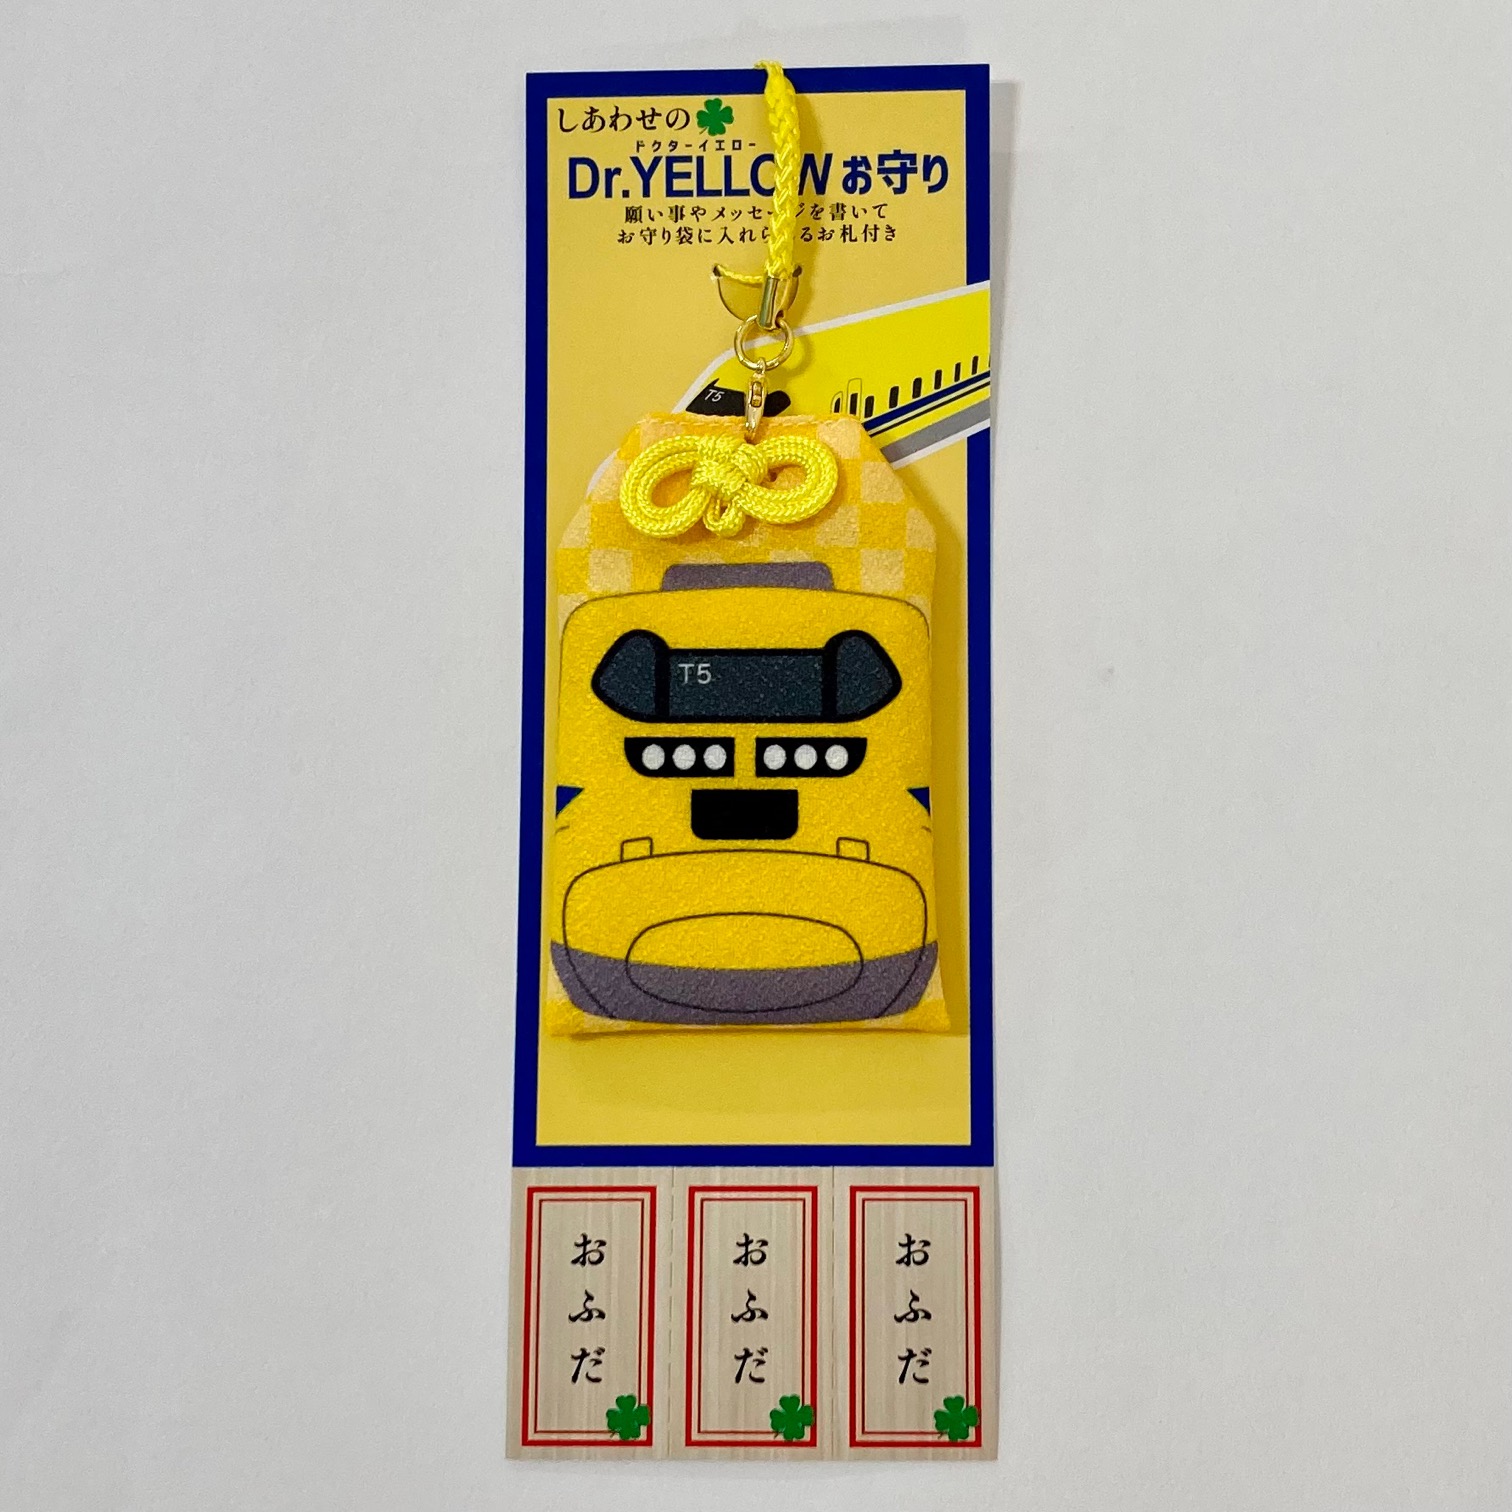 しあわせの
ドクターイエロー
Dr.YELLOWお守り
願い事やメッセージを書いて
お守り袋に入れられるお札付き
T5
T5
おふだ
おふだ
おふだ